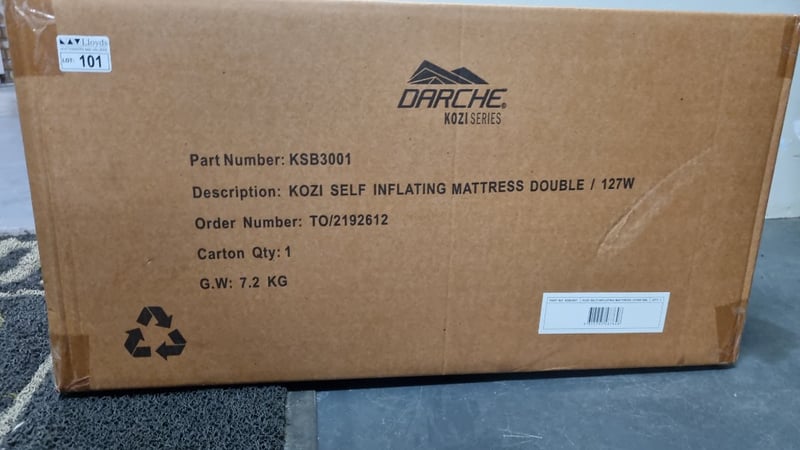 Lloyds
LOT: 101
DARCHE
KOZI SERIES
Part Number: KSB3001
Description: KOZI SELF INFLATING MATTRESS DOUBLE / 127W
Order Number: TO/2192612
Carton Qty: 1
G.W: 7.2 KG